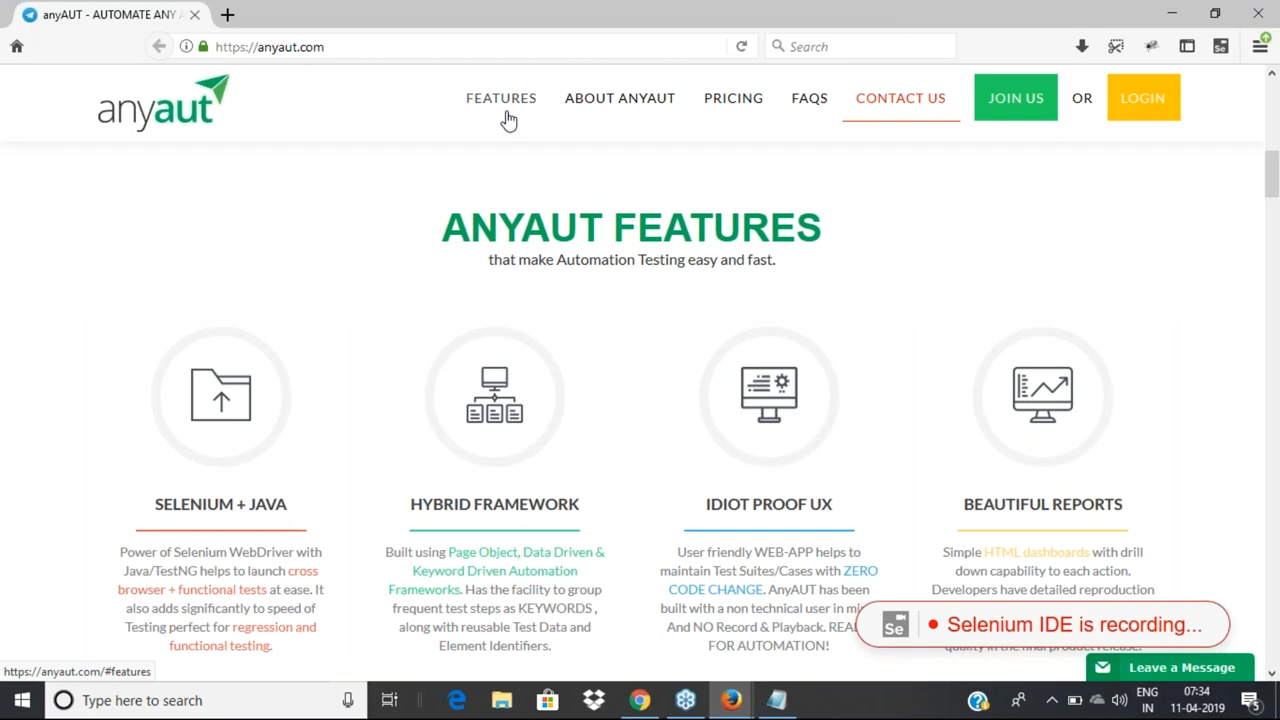 anyAUT - AUTOMATE ANY A
https://anyaut.com
Search
Se
anyaut
FEATURES
ABOUT ANYAUT
PRICING
FAQS
CONTACT US
JOIN US
OR
LOGIN
ANYAUT FEATURES
that make Automation Testing easy and fast.
SELENIUM + JAVA
Power of Selenium WebDriver with
Java/TestNG helps to launch cross
browser + functional tests at ease. It
also adds significantly to speed of
Testing perfect for regression and
functional testing.
HYBRID FRAMEWORK
Built using Page Object, Data Driven &
Keyword Driven Automation
Frameworks. Has the facility to group
frequent test steps as KEYWORDS ,
along with reusable Test Data and
Element Identifiers.
IDIOT PROOF UX
User friendly WEB-APP helps to
maintain Test Suites/Cases with ZERO
CODE CHANGE. AnyAUT has been
built with a non technical user in mi
And NO Record & Playback. REA
FOR AUTOMATION!
BEAUTIFUL REPORTS
Simple HTML dashboards with drill
down capability to each action.
Developers have detailed reproduction
quality in the final product release.
Se
Selenium IDE is recording...
Leave a Message
https://anyaut.com/#features
Type here to search
ENG
IN
07:34
11-04-2019
5